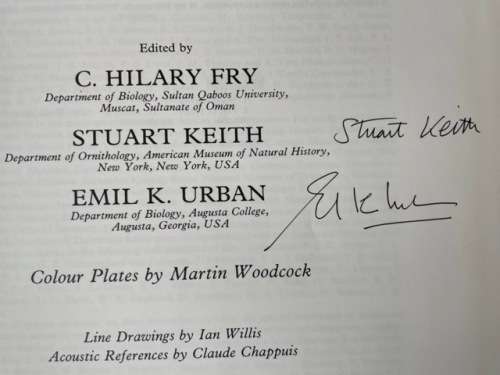 Edited by
C. HILARY FRY
Department of Biology, Sultan Qaboos University,
Muscat, Sultanate of Oman
STUART KEITH
Stuart Keith
Department of Ornithology, American Museum of Natural History,
New York, New York, USA
EMIL K. URBAN
Department of Biology, Augusta College,
Augusta, Georgia, USA
Colour Plates by Martin Woodcock
Line Drawings by Ian Willis
Acoustic References by Claude Chappuis